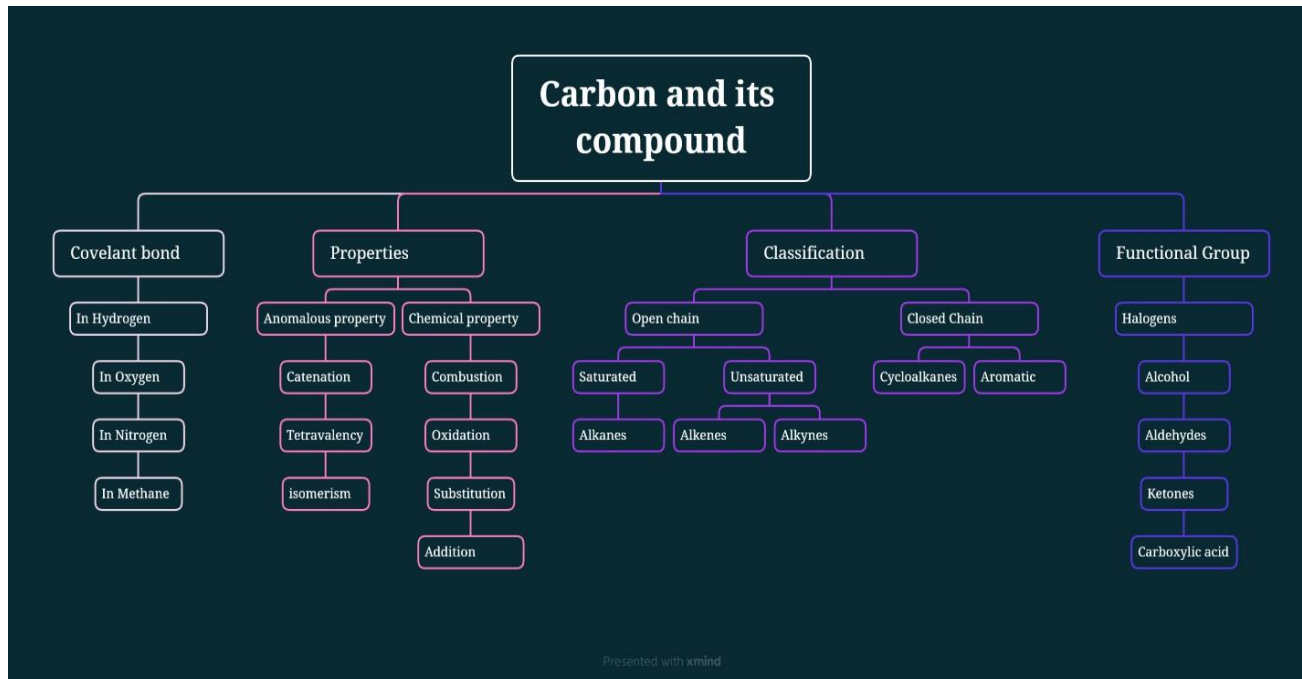 Carbon and its
compound
Covelant bond
Properties
Classification
Functional Group
In Hydrogen
Anomalous property
Chemical property
Open chain
Closed Chain
Halogens
In Oxygen
Catenation
Combustion
Saturated
Unsaturated
Cycloalkanes
Aromatic
Alcohol
In Nitrogen
Tetravalency
Oxidation
Alkanes
Alkenes
Alkynes
Aldehydes
In Methane
isomerism
Substitution
Ketones
Addition
Carboxylic acid
Presented with xmind